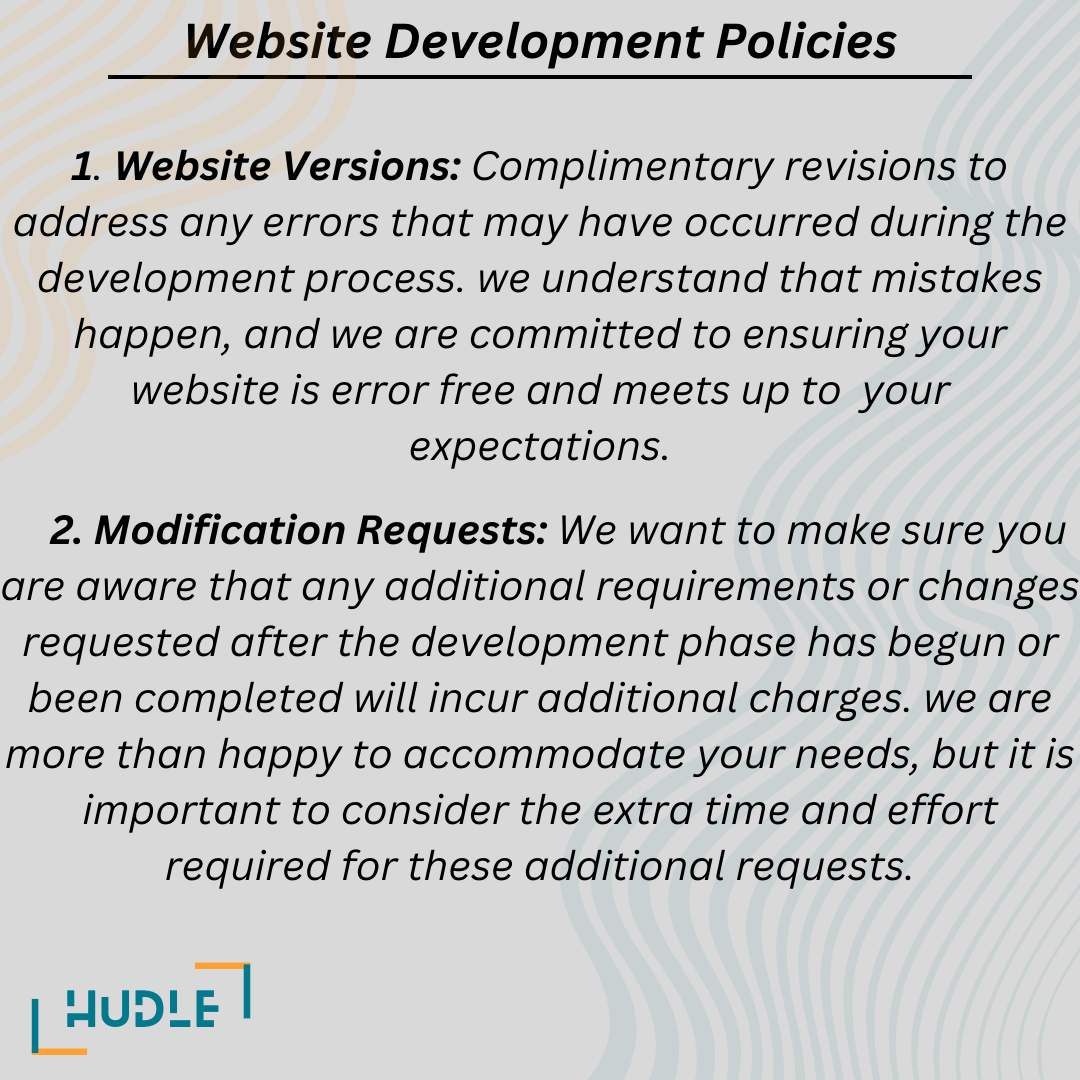 Website Development Policies
1. Website Versions: Complimentary revisions to
address any errors that may have occurred during the
development process. we understand that mistakes
happen, and we are committed to ensuring your
website is error free and meets up to  your
expectations.
2. Modification Requests: We want to make sure you
are aware that any additional requirements or changes
requested after the development phase has begun or
been completed will incur additional charges. we are
more than happy to accommodate your needs, but it is
important to consider the extra time and effort
required for these additional requests.
HUDLE